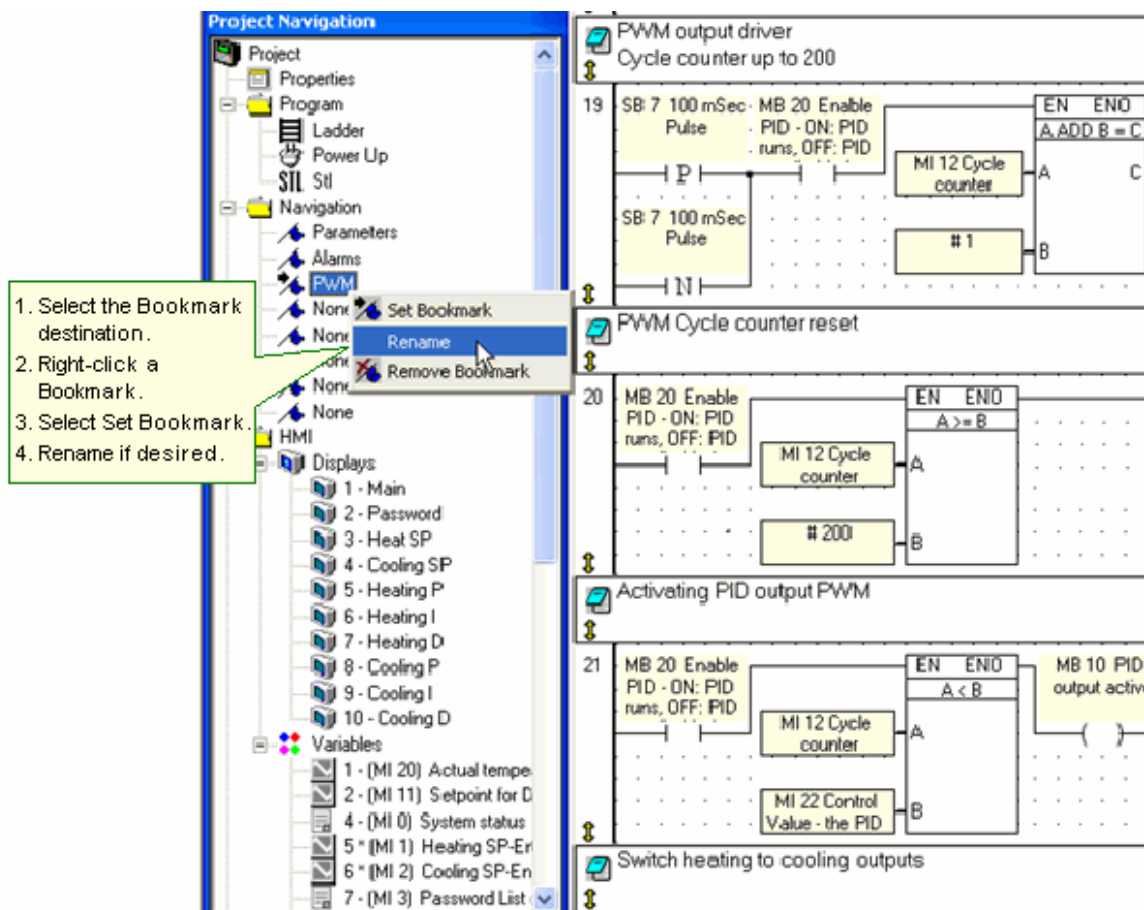 Project Navigation
Project
Properties
Program
Ladder
Power Up
STL Stl
Navigation
Parameters
Alarms
PWM
None
None
None
None
None
HMI
Displays
1 - Main
2 - Password
3 - Heat SP
4 - Cooling SP
5 - Heating P
6 - Heating I
7 - Heating D
8 - Cooling P
9 - Cooling I
10 - Cooling D
Variables
1 - (MI 20) Actual tempe
2 - (MI 11) Setpoint for D
4 - (MI 0) System status
5 * (MI 1) Heating SP-En
6 * (MI 2) Cooling SP-En
7 - (MI 3) Password List
Set Bookmark
Rename
Remove Bookmark
1. Select the Bookmark
destination.
2. Right-click a
Bookmark.
3. Select Set Bookmark.
4. Rename if desired.
PWM output driver
Cycle counter up to 200
19
SB 7 100 mSec
Pulse
MB 20 Enable
PID - ON: PID
runs, OFF: PID
P
SB 7 100 mSec
Pulse
N
EN ENO
A ADD B = C
MI 12 Cycle
counter
A
C
# 1
B
PWM Cycle counter reset
20
MB 20 Enable
PID - ON: PID
runs, OFF: PID
EN ENO
A >= B
MI 12 Cycle
counter
A
# 200
B
Activating PID output PWM
21
MB 20 Enable
PID - ON: PID
runs, OFF: PID
EN ENO
A < B
MB 10 PID
output active
MI 12 Cycle
counter
A
MI 22 Control
Value - the PID
B
Switch heating to cooling outputs